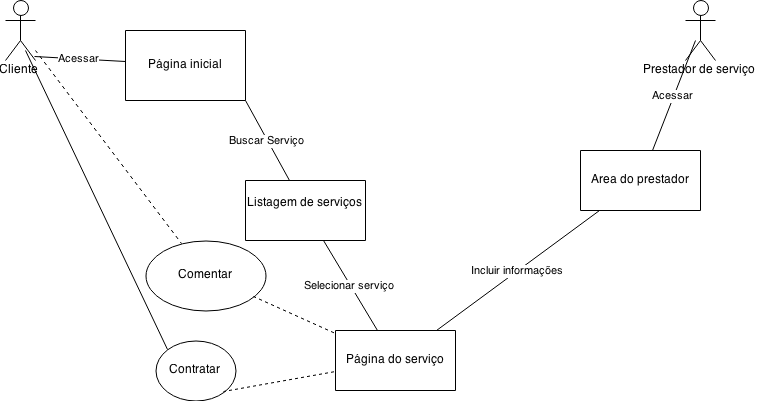 Cliente
Acessar
Página inicial
Prestador de serviço
Acessar
Buscar Serviço
Listagem de serviços
Area do prestador
Comentar
Selecionar serviço
Incluir informações
Contratar
Página do serviço